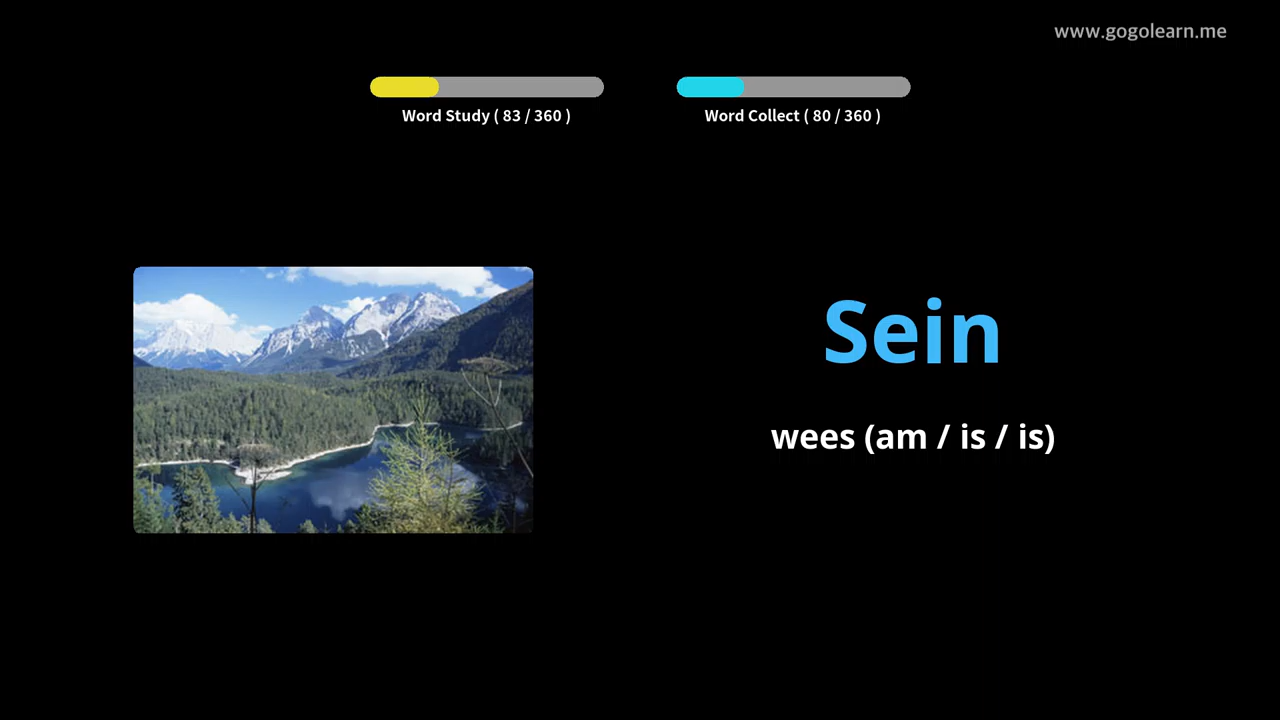 www.gogolearn.me
Word Study ( 83 / 360 )
Word Collect ( 80 / 360 )
Sein
wees (am / is / is)